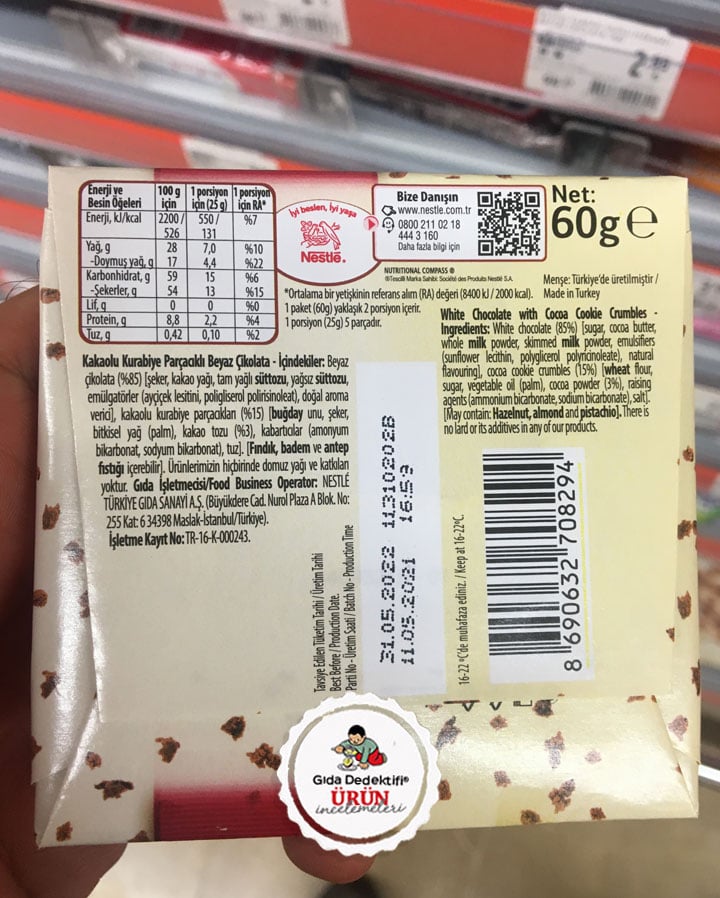 Enerji ve Besin Öğeleri 100 g için 1 porsiyon için (25 g) 1 porsiyon için RA*
Enerji, kJ/kcal 2200/ 526 550/ 131 %7
Yağ, g 28 7,0 %10
-Doymuş yağ, g 17 4,4 %22
Karbonhidrat, g 59 15 %6
-Şekerler, g 54 13 %15
Lif, g 0 0 %0
Protein, g 8,8 2,2 %4
Tuz, g 0,42 0,10 %2
İyi beslen, İyi yaşa
Nestlé.
Bize Danışın
www.nestle.com.tr
0800 211 02 18
444 3 160
Daha fazla bilgi için
NUTRITIONAL COMPASS ®
®Tescilli Marka Sahibi: Société des Produits Nestlé S.A.
Net:
60g e
*Ortalama bir yetişkinin referans alım (RA) değeri (8400 kJ / 2000 kcal).
1 paket (60g) yaklaşık 2 porsiyon içerir.
1 porsiyon (25g) 5 parçadır.
Menşe: Türkiye'de üretilmiştir /
Made in Turkey
White Chocolate with Cocoa Cookie Crumbles -
Ingredients: White chocolate (85%) [sugar, cocoa butter,
whole milk powder, skimmed milk powder, emulsifiers
(sunflower lecithin, polyglicerol polyricinoleate), natural
flavouring], cocoa cookie crumbles (15%) [wheat flour,
sugar, vegetable oil (palm), cocoa powder (3%), raising
agents (ammonium bicarbonate, sodium bicarbonate), salt].
[May contain: Hazelnut, almond and pistachio]. There is
no lard or its additives in any of our products.
Kakaolu Kurabiye Parçacıklı Beyaz Çikolata - İçindekiler: Beyaz
çikolata (%85) [şeker, kakao yağı, tam yağlı süttozu, yağsız süttozu,
emülgatörler (ayçiçek lesitini, poligliserol polirisinoleat), doğal aroma
verici], kakaolu kurabiye parçacıkları (%15) [buğday unu, şeker,
bitkisel yağ (palm), kakao tozu (%3), kabartıcılar (amonyum
bikarbonat, sodyum bikarbonat), tuz]. [Fındık, badem ve antep
fıstığı içerebilir]. Ürünlerimizin hiçbirinde domuz yağı ve katkıları
yoktur. Gıda İşletmecisi/Food Business Operator: NESTLÉ
TÜRKİYE GIDA SANAYİ A.Ş. (Büyükdere Cad. Nurol Plaza A Blok. No:
255 Kat: 6 34398 Maslak-İstanbul/Türkiye).
İşletme Kayıt No: TR-16-K-000243.
Tavsiye Edilen Tüketim Tarihi / Üretim Tarihi
Best Before / Production Date.
Parti No - Üretim Saati / Batch No - Production Time
31.05.2022 11310202B
11.05.2021 16:59
16-22 °C'de muhafaza ediniz. / Keep at 16-22°C.
8 690632 708294
Gıda Dedektifi®
ÜRÜN
incelemeleri